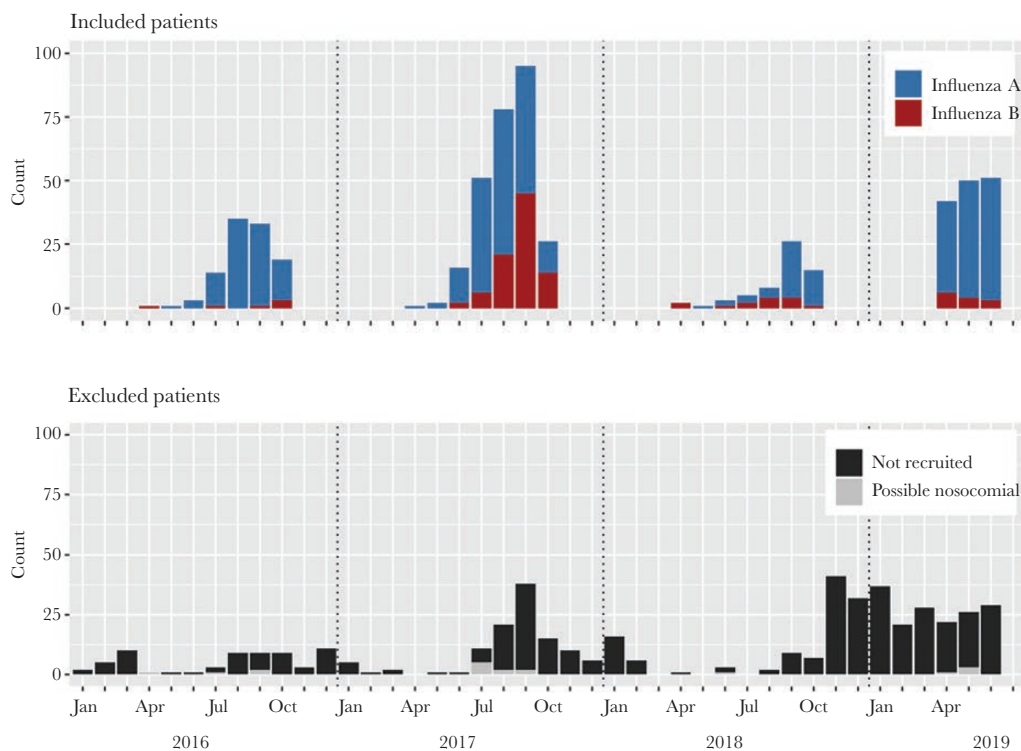 Included patients
100
75
50
25
0
Count
Influenza A
Influenza B
Excluded patients
100
75
50
25
0
Count
Not recruited
Possible nosocomial
Jan Apr Jul Oct Jan Apr Jul Oct Jan Apr Jul Oct Jan Apr
2016 2017 2018 2019